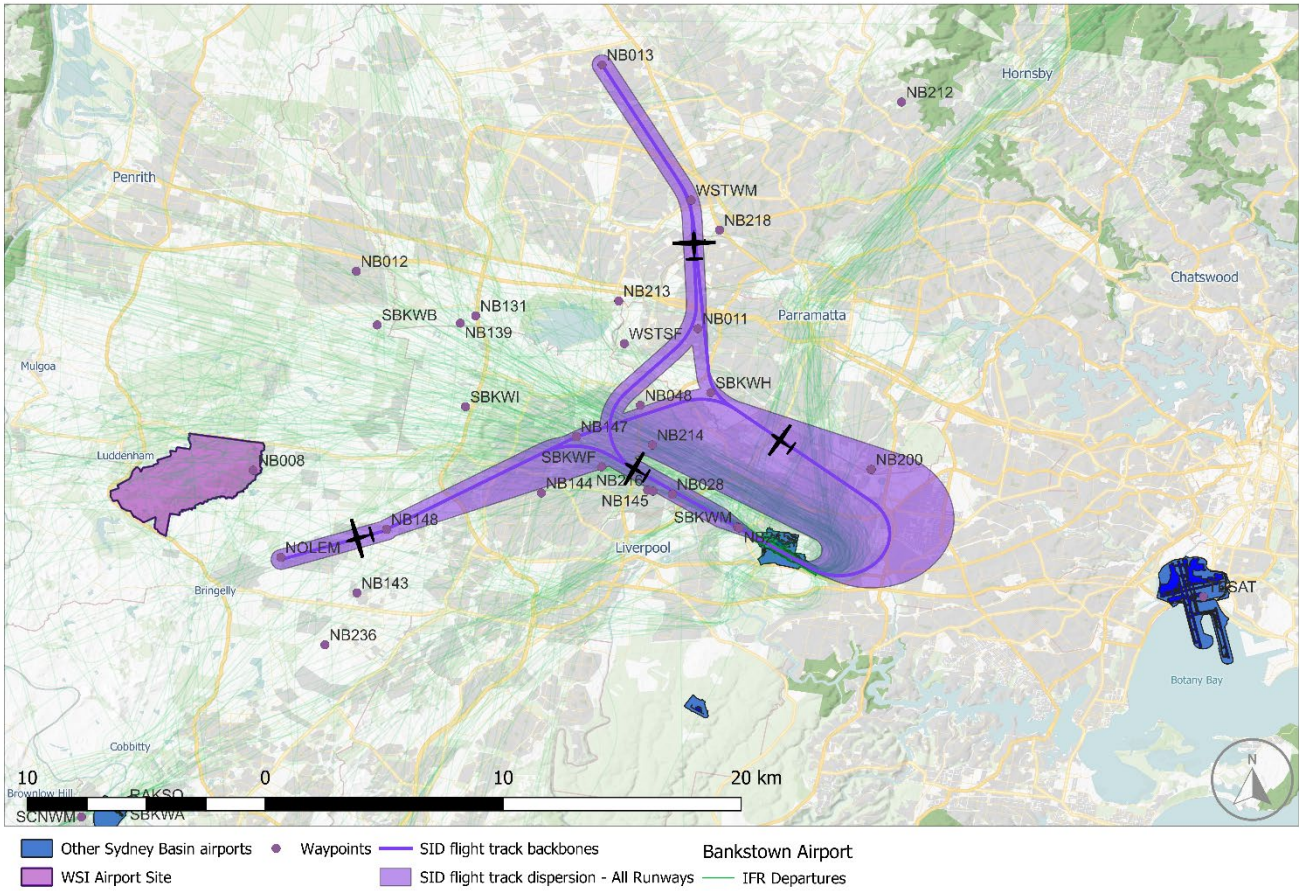 NB013
Hornsby
NB212
Penrith
WSTWM
NB218
NB012
Chatswood
NB213
NB131
SBKWB
NB011
Parramatta
NB139
WSTSF
Mulgoa
SBKWH
NB048
SBKWI
NB147
NB214
Luddenham
SBKWF
NB008
NB200
NB144
NB145
NB028
SBKWM
NB148
Liverpool
NOLEM
NB143
Bringelly
NB236
Botany Bay
Cobbitty
10 0 10 20 km
N
Brownlow Hill
SCNWM
SBKWA
Other Sydney Basin airports
Waypoints
SID flight track backbones
Bankstown Airport
WSI Airport Site
SID flight track dispersion - All Runways
IFR Departures